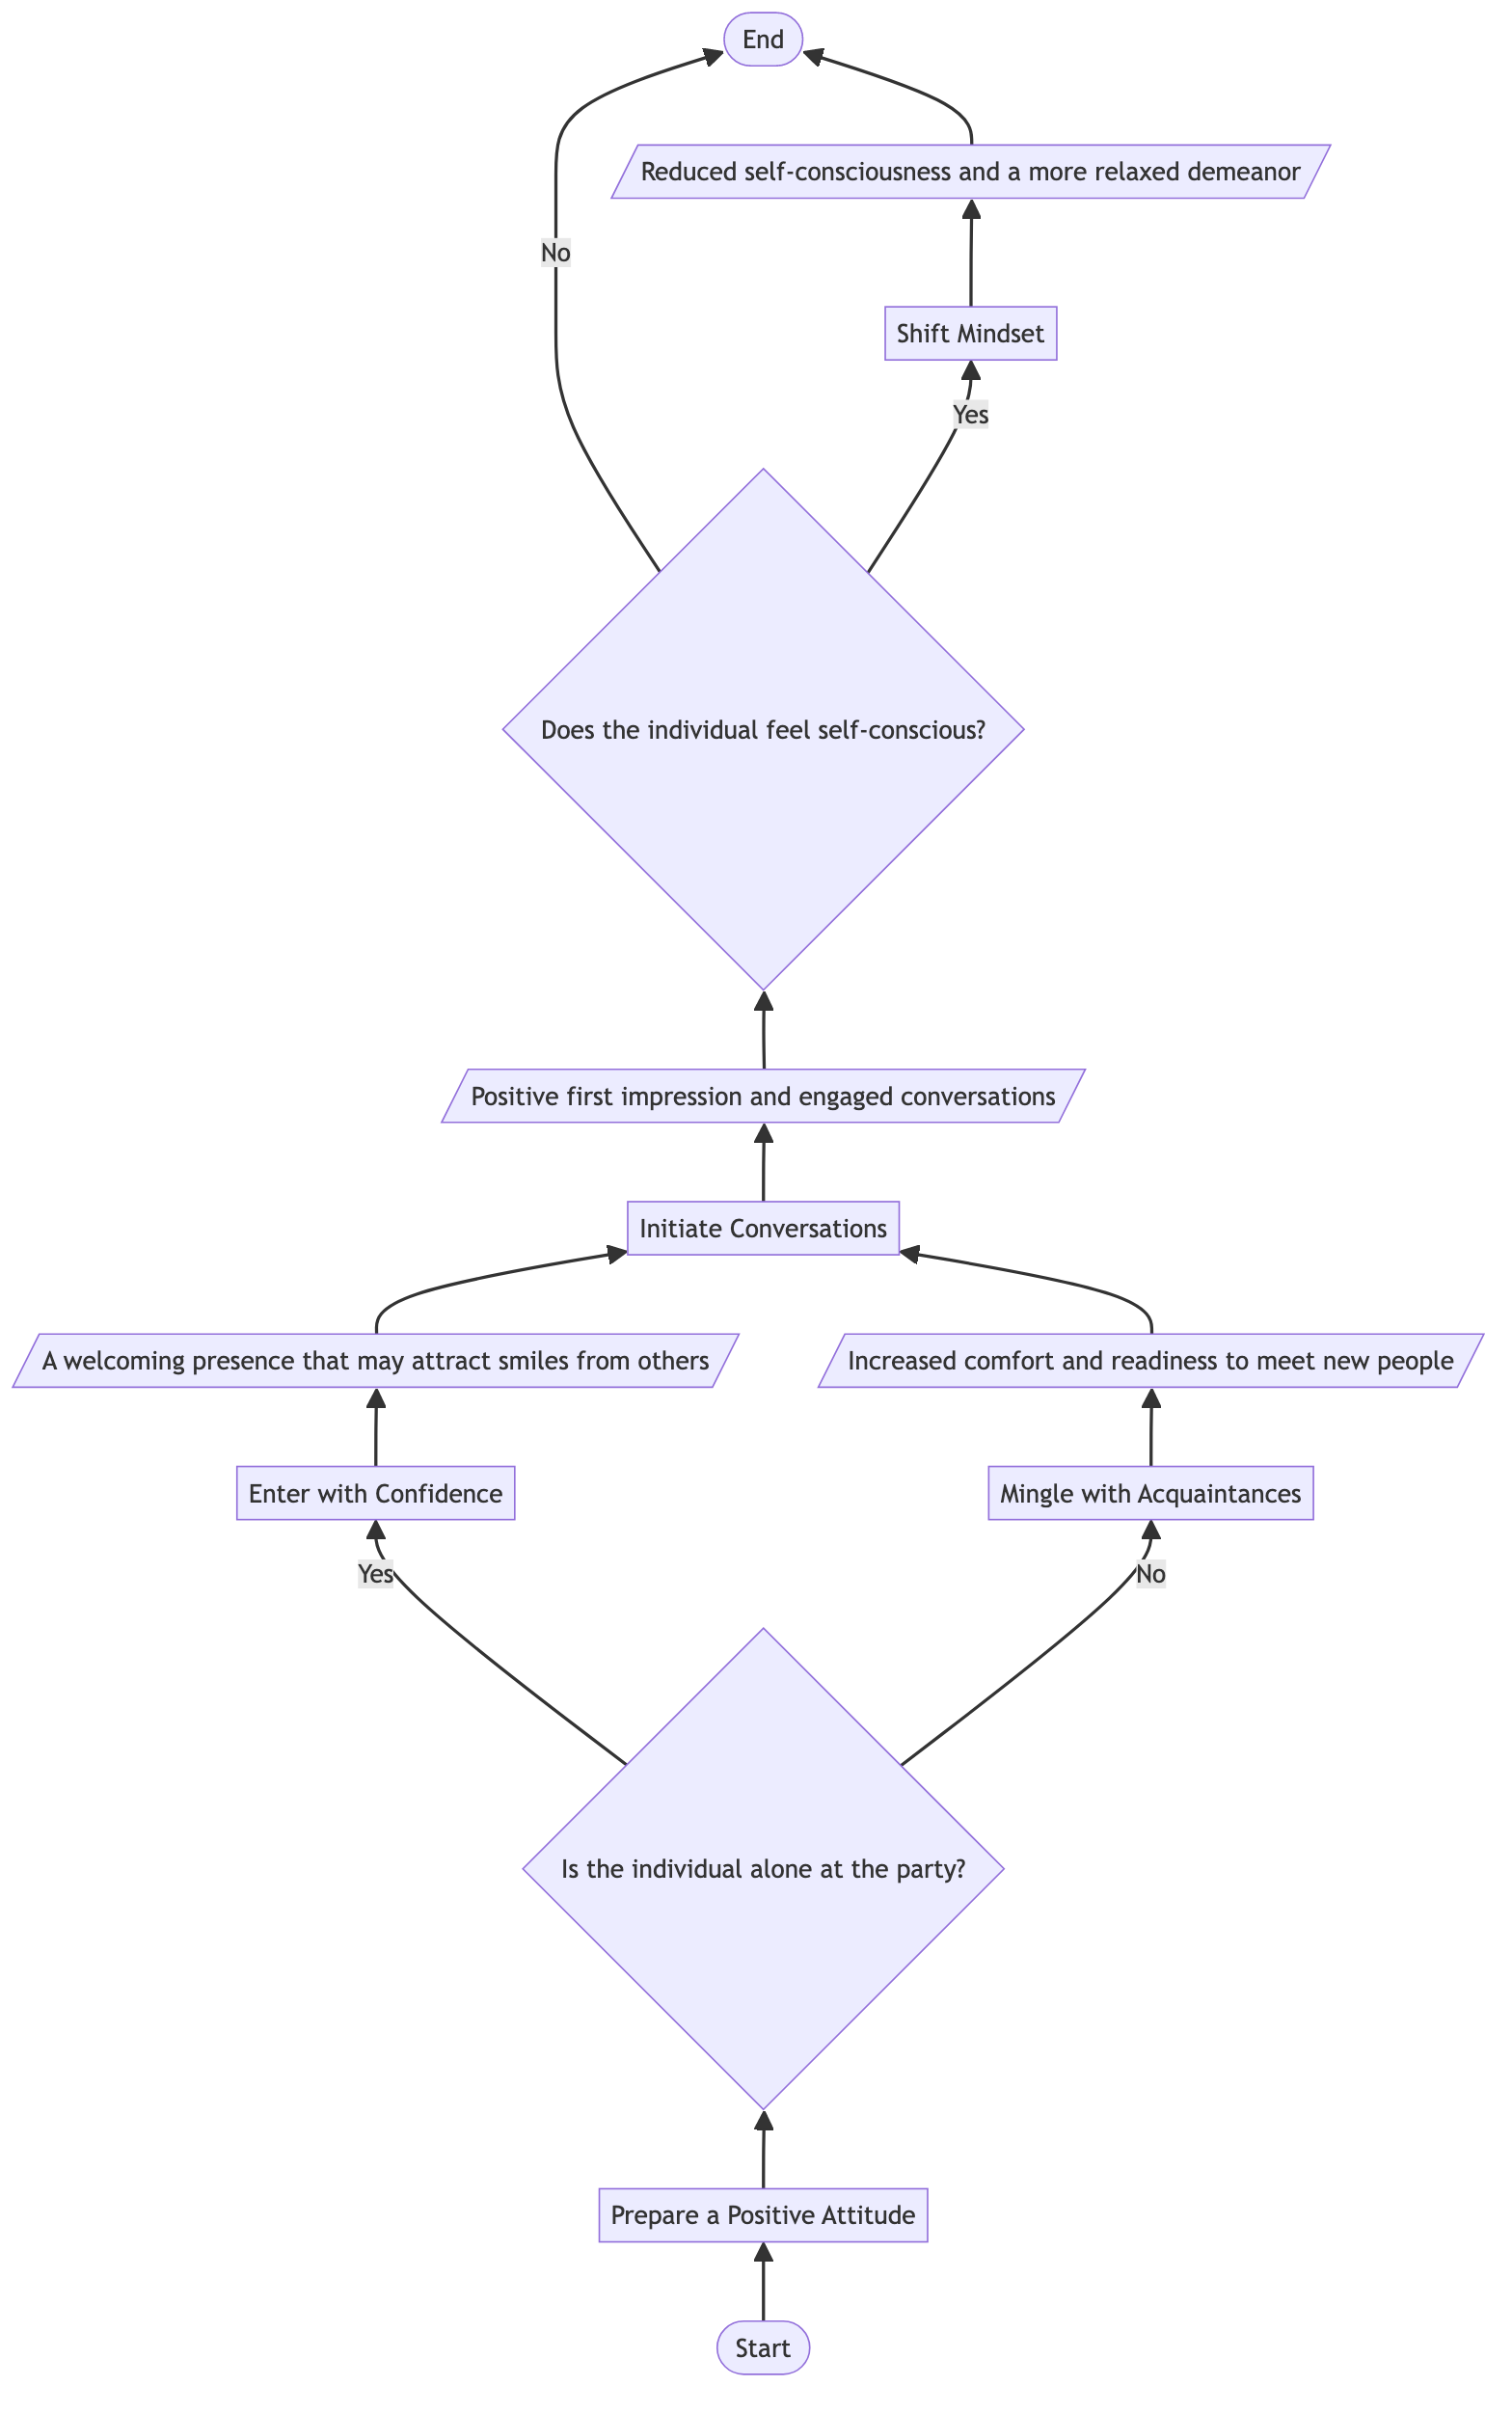 End
Reduced self-consciousness and a more relaxed demeanor
No
Shift Mindset
Yes
Does the individual feel self-conscious?
Positive first impression and engaged conversations
Initiate Conversations
A welcoming presence that may attract smiles from others
Increased comfort and readiness to meet new people
Enter with Confidence
Mingle with Acquaintances
Yes
No
Is the individual alone at the party?
Prepare a Positive Attitude
Start